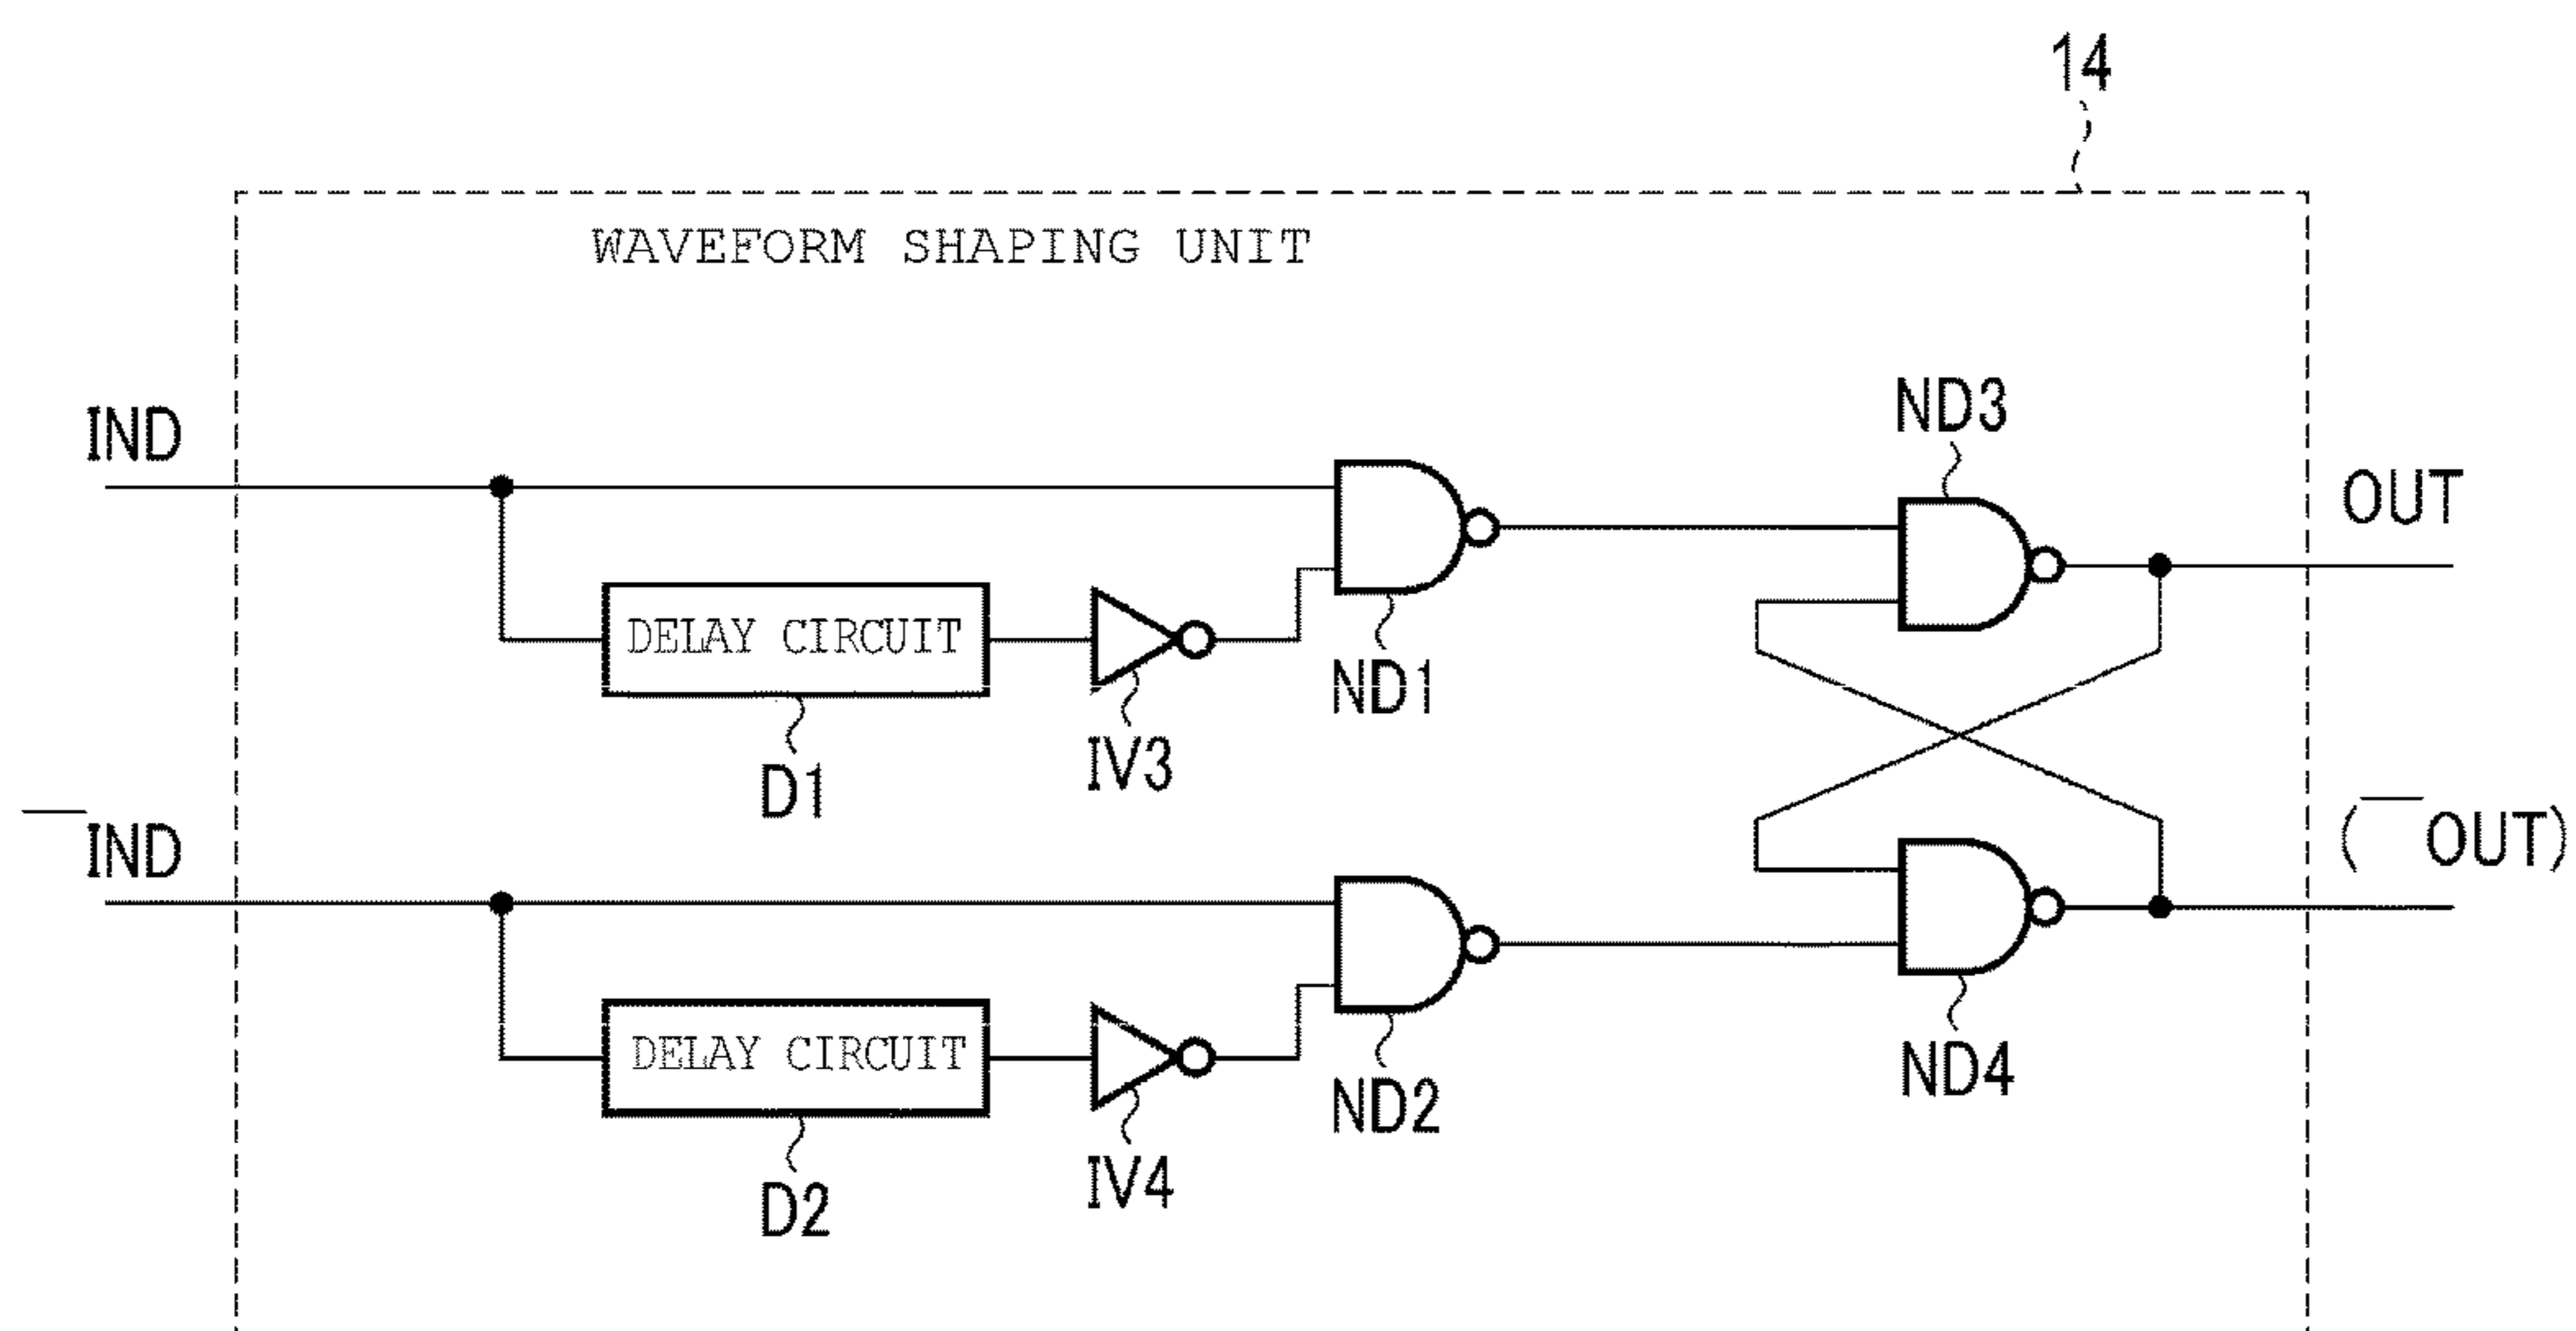 14
WAVEFORM SHAPING UNIT
IND
DELAY CIRCUIT
D1
IV3
ND1
ND3
OUT
‾IND
DELAY CIRCUIT
D2
IV4
ND2
ND4
(‾OUT)